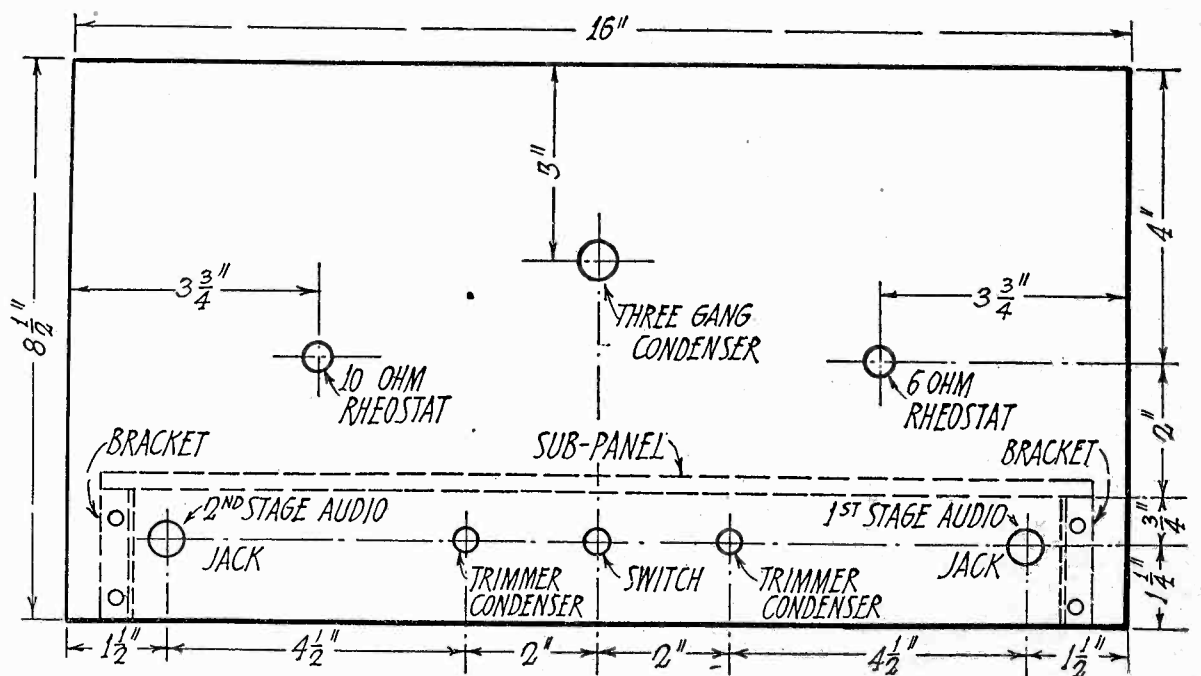 16"
8 1/2"
3"
4"
3 3/4"
3 3/4"
THREE GANG
CONDENSER
10 OHM
RHEOSTAT
6 OHM
RHEOSTAT
2"
BRACKET
SUB-PANEL
BRACKET
2ND STAGE AUDIO
JACK
1ST STAGE AUDIO
JACK
3/4"
1 1/4"
TRIMMER
CONDENSER
SWITCH
TRIMMER
CONDENSER
1 1/2"
4 1/2"
2"
2"
4 1/2"
1 1/2"